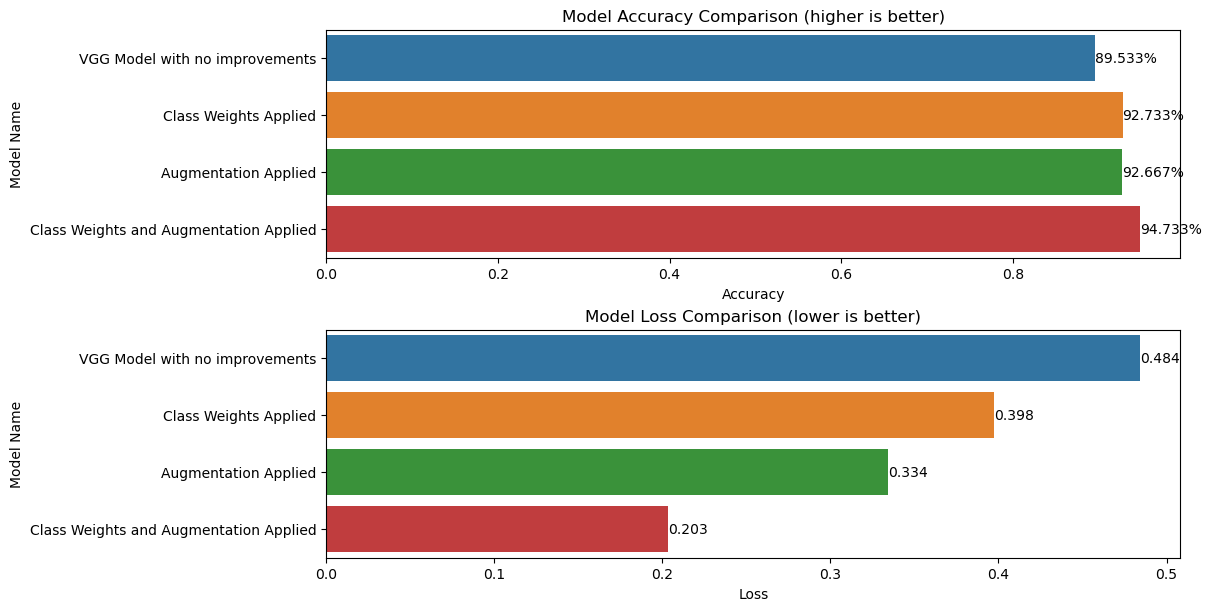 Model Accuracy Comparison (higher is better)
Model Name
VGG Model with no improvements
89.533%
Class Weights Applied
92.733%
Augmentation Applied
92.667%
Class Weights and Augmentation Applied
94.733%
0.0 0.2 0.4 0.6 0.8
Accuracy
Model Loss Comparison (lower is better)
Model Name
VGG Model with no improvements
0.484
Class Weights Applied
0.398
Augmentation Applied
0.334
Class Weights and Augmentation Applied
0.203
0.0 0.1 0.2 0.3 0.4 0.5
Loss